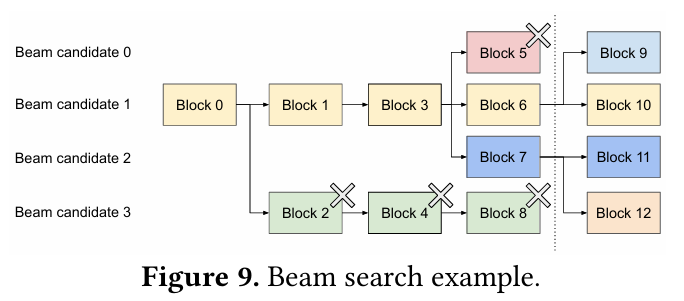 Beam candidate 0
Block 5
Block 9
Beam candidate 1
Block 0
Block 1
Block 3
Block 6
Block 10
Beam candidate 2
Block 7
Block 11
Beam candidate 3
Block 2
Block 4
Block 8
Block 12
Figure 9. Beam search example.